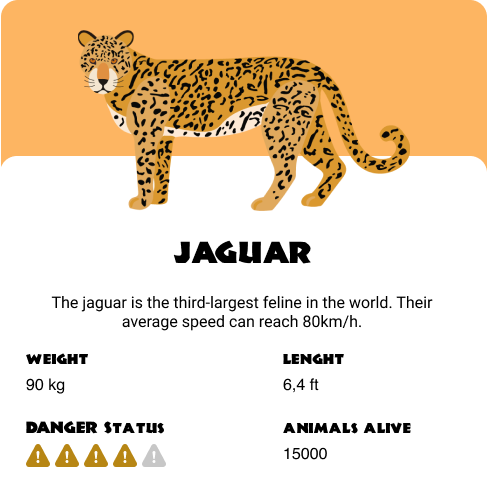 JAGUAR
The jaguar is the third-largest feline in the world. Their
average speed can reach 80km/h.
WEIGHT
90 kg
LENGHT
6,4 ft
DANGER STATUS
! ! ! ! !
ANIMALS ALIVE
15000